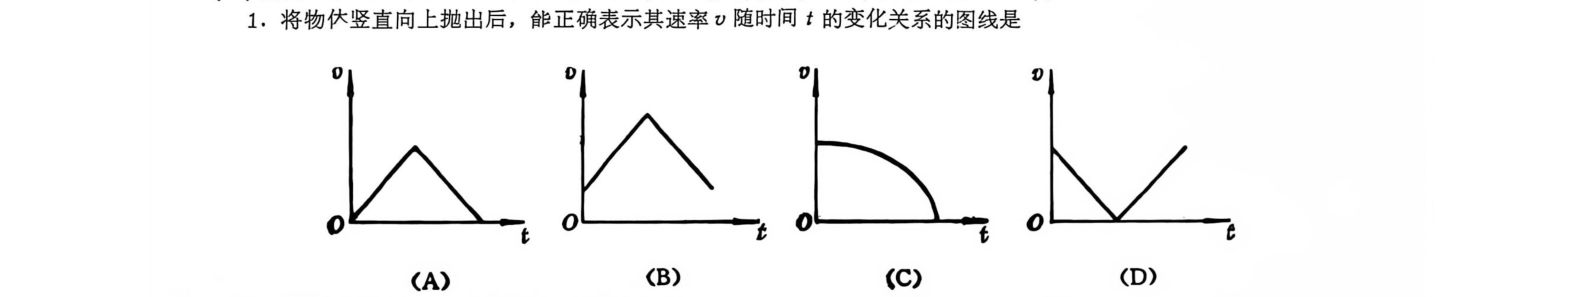 1. 将物体竖直向上抛出后，能正确表示其速率 v 随时间 t 的变化关系的图线是
v v v v
O t O t O t O t
(A) (B) (C) (D)